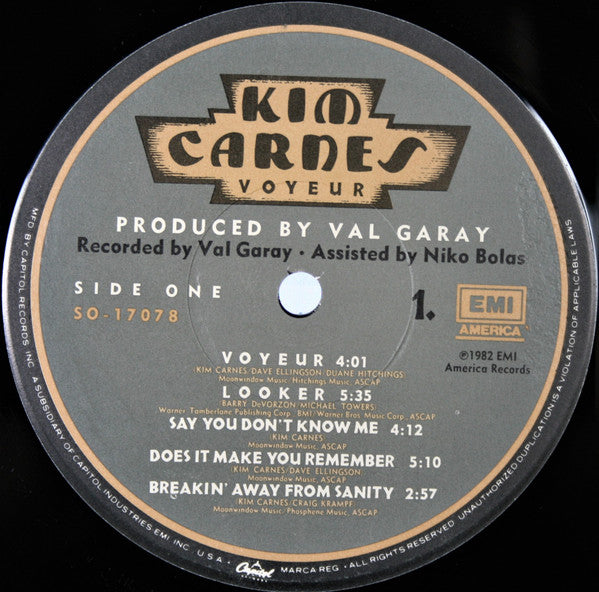 KIM
CARNES
VOYEUR
PRODUCED BY VAL GARAY
Recorded by Val Garay · Assisted by Niko Bolas
SIDE ONE
SO-17078
1.
EMI
AMERICA
℗1982 EMI
America Records
VOYEUR 4:01
KIM CARNES/DAVE ELLINGSON/DUANE HITCHINGS
Moonwindow Music/Hitchings Music, ASCAP
LOOKER 5:35
BARRY DeVORZON/MICHAEL TOWERS
Warner Tamberlane Publishing Corp. BMI/Warner Bros. Music Corp., ASCAP
SAY YOU DON'T KNOW ME 4:12
KIM CARNES
Moonwindow Music, ASCAP
DOES IT MAKE YOU REMEMBER 5:10
KIM CARNES/DAVE ELLINGSON
Moonwindow Music, ASCAP
BREAKIN' AWAY FROM SANITY 2:57
KIM CARNES/CRAIG KRAMPF
Moonwindow Music/Phosphene Music, ASCAP
MFD. BY CAPITOL RECORDS INC. A SUBSIDIARY OF CAPITOL INDUSTRIES EMI INC. U.S.A. · Capitol MARCA REG. · ALL RIGHTS RESERVED. UNAUTHORIZED DUPLICATION IS A VIOLATION OF APPLICABLE LAWS